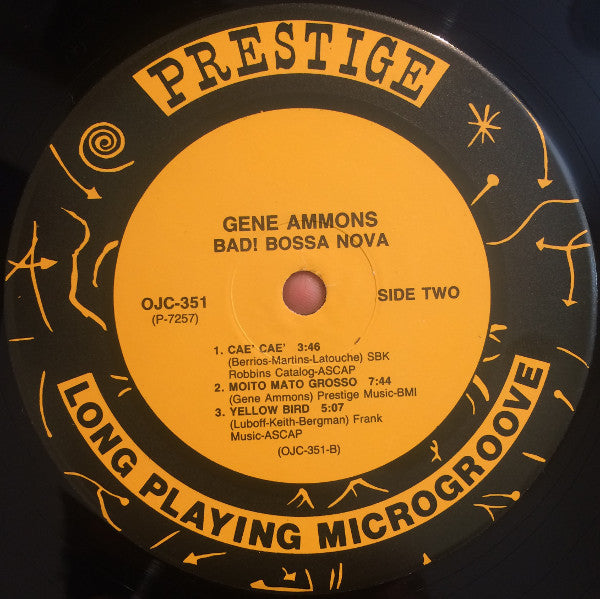 PRESTIGE
GENE AMMONS
BAD! BOSSA NOVA
OJC-351
(P-7257)
SIDE TWO
1. CAE' CAE' 3:46
(Berrios-Martins-Latouche) SBK
Robbins Catalog-ASCAP
2. MOITO MATO GROSSO 7:44
(Gene Ammons) Prestige Music-BMI
3. YELLOW BIRD 5:07
(Luboff-Keith-Bergman) Frank
Music-ASCAP
(OJC-351-B)
LONG PLAYING MICROGROOVE